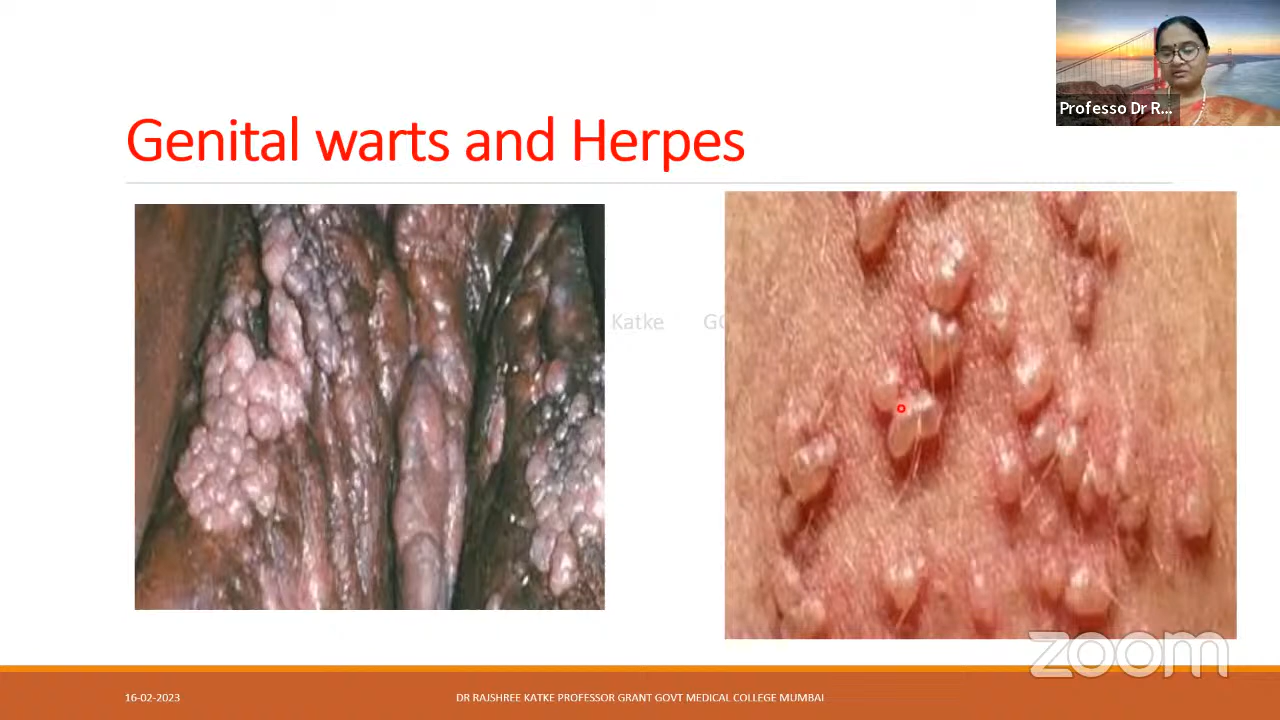 Professo Dr R...
Genital warts and Herpes
Katke
zoom
16-02-2023
DR RAJSHREE KATKE PROFESSOR GRANT GOVT MEDICAL COLLEGE MUMBAI